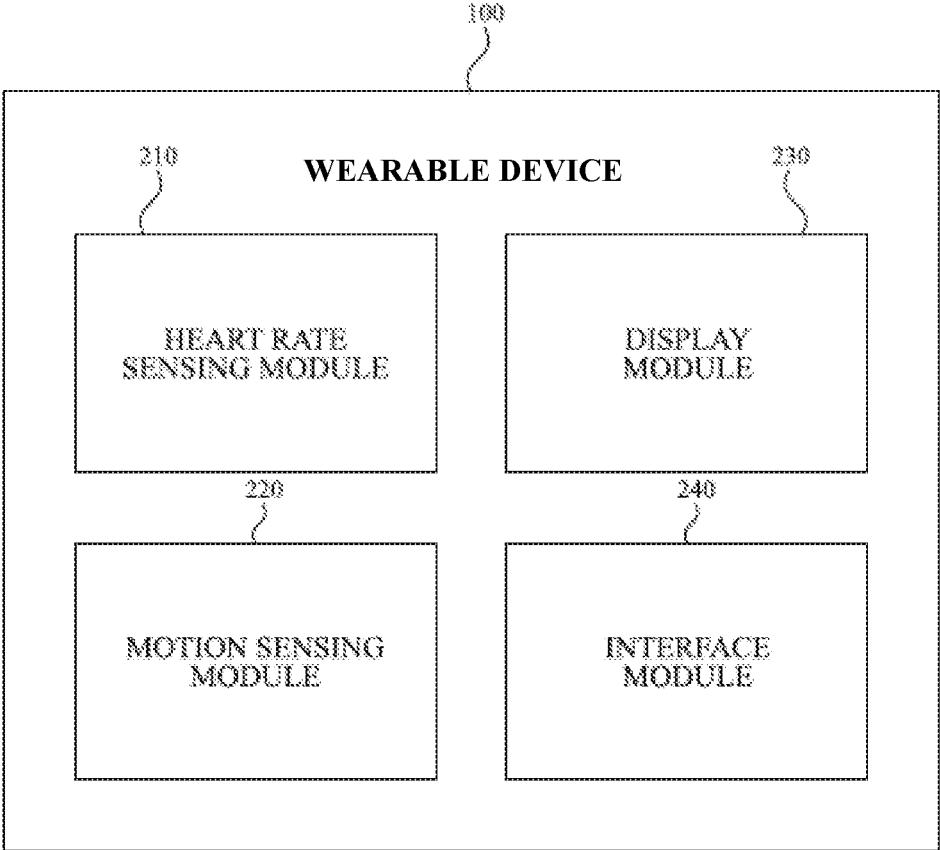 100
210
WEARABLE DEVICE
230
HEART RATE
SENSING MODULE
DISPLAY
MODULE
220
240
MOTION SENSING
MODULE
INTERFACE
MODULE